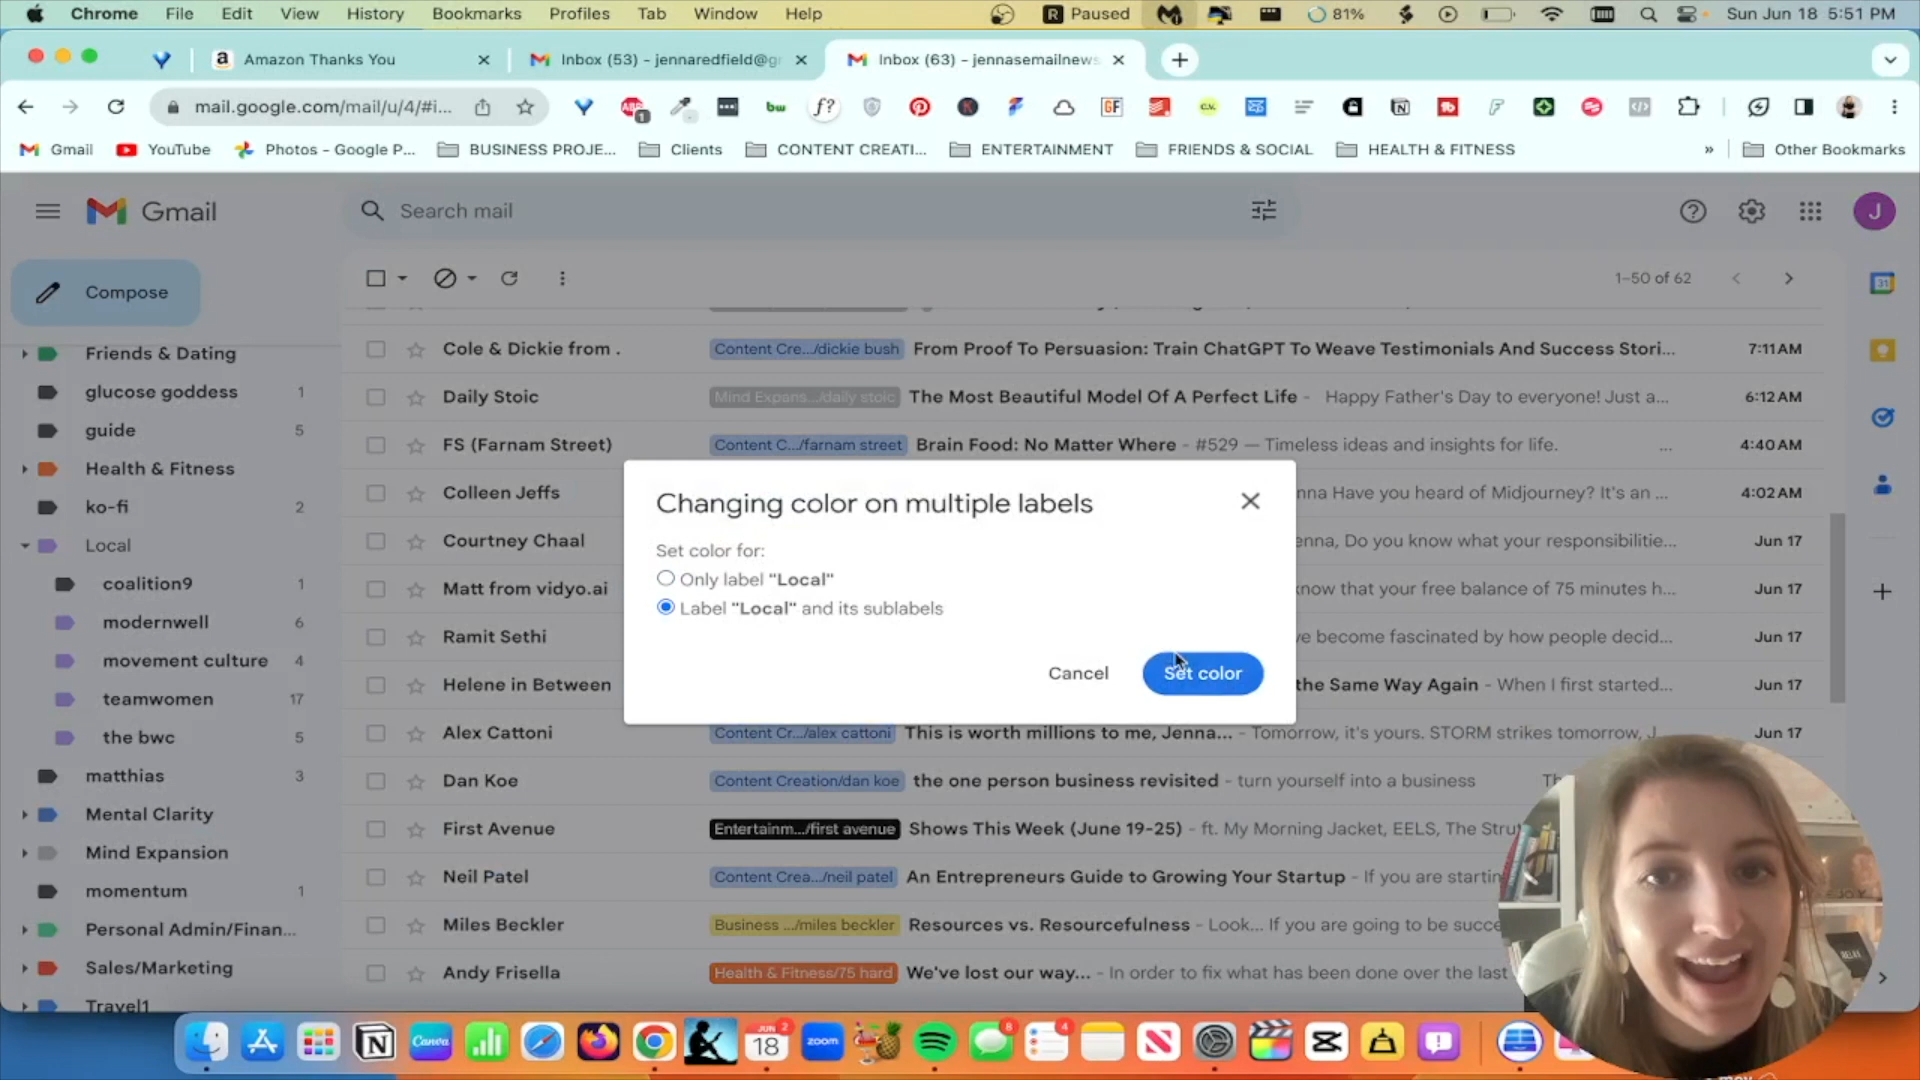 Chrome File Edit View History Bookmarks Profiles Tab Window Help R Paused 81% Sun Jun 18 5:51 PM
Amazon Thanks You Inbox (53) - jennaredfield@g Inbox (63) - jennasemailnews
mail.google.com/mail/u/4/#i...
Gmail YouTube Photos - Google P... BUSINESS PROJE... Clients CONTENT CREATI... ENTERTAINMENT FRIENDS & SOCIAL HEALTH & FITNESS » Other Bookmarks
Gmail Search mail J
Compose 1–50 of 62
Friends & Dating
glucose goddess 1
guide 5
Health & Fitness
ko-fi 2
Local
coalition9 1
modernwell 6
movement culture 4
teamwomen 17
the bwc 5
matthias 3
Mental Clarity
Mind Expansion
momentum 1
Personal Admin/Finan...
Sales/Marketing
Travel1
Cole & Dickie from . Content Cre.../dickie bush From Proof To Persuasion: Train ChatGPT To Weave Testimonials And Success Stori... 7:11 AM
Daily Stoic Mind Expans.../daily stoic The Most Beautiful Model Of A Perfect Life - Happy Father's Day to everyone! Just a... 6:12 AM
FS (Farnam Street) Content C.../farnam street Brain Food: No Matter Where - #529 — Timeless ideas and insights for life. ... 4:40 AM
Colleen Jeffs nna Have you heard of Midjourney? It's an ... 4:02 AM
Courtney Chaal enna, Do you know what your responsibilitie... Jun 17
Matt from vidyo.ai know that your free balance of 75 minutes h... Jun 17
Ramit Sethi ve become fascinated by how people decid... Jun 17
Helene in Between the Same Way Again - When I first started... Jun 17
Alex Cattoni Content Cr.../alex cattoni This is worth millions to me, Jenna... - Tomorrow, it's yours. STORM strikes tomorrow, J Jun 17
Dan Koe Content Creation/dan koe the one person business revisited - turn yourself into a business
First Avenue Entertainm.../first avenue Shows This Week (June 19-25) - ft. My Morning Jacket, EELS, The Stru
Neil Patel Content Crea.../neil patel An Entrepreneurs Guide to Growing Your Startup - If you are startin
Miles Beckler Business .../miles beckler Resources vs. Resourcefulness - Look... If you are going to be succe
Andy Frisella Health & Fitness/75 hard We've lost our way... - In order to fix what has been done over the last
Changing color on multiple labels
Set color for:
Only label "Local"
Label "Local" and its sublabels
Cancel Set color
JUN 18
Canva zoom